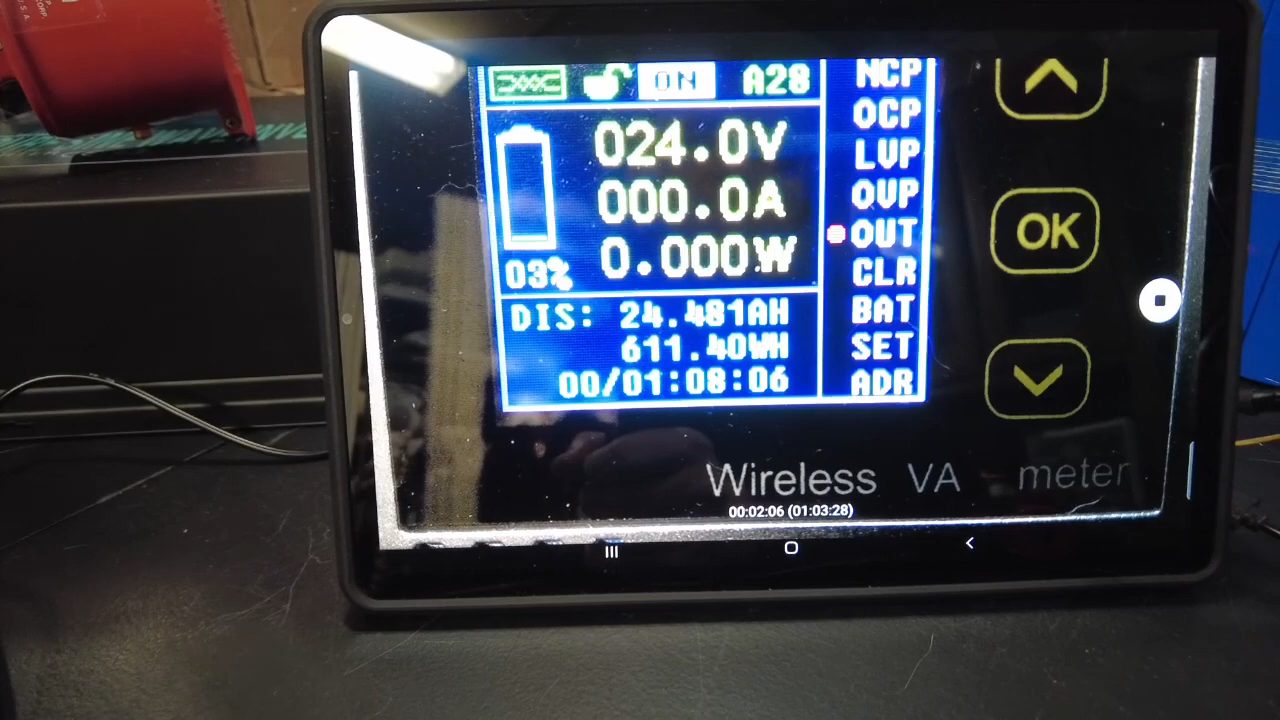 CORP.
U.S.A.
ON A28
024.0V
000.0A
0.000W
03%
DIS: 24.481AH
611.40WH
00/01:08:06
NCP
OCP
LVP
OVP
OUT
CLR
BAT
SET
ADR
OK
Wireless VA meter
00:02:06 (01:03:28)